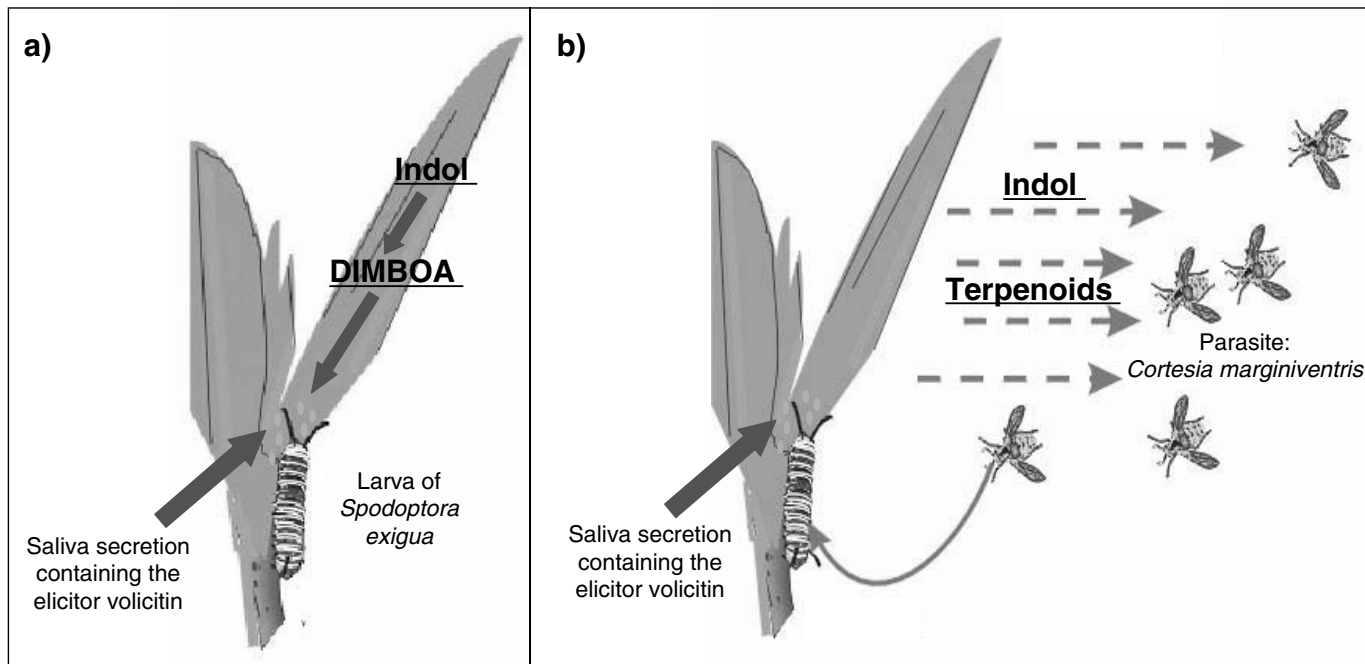 a)
Indol
DIMBOA
Larva of
Spodoptora
exigua
Saliva secretion
containing the
elicitor volicitin
b)
Indol
Terpenoids
Parasite:
Cortesia marginiventris
Saliva secretion
containing the
elicitor volicitin